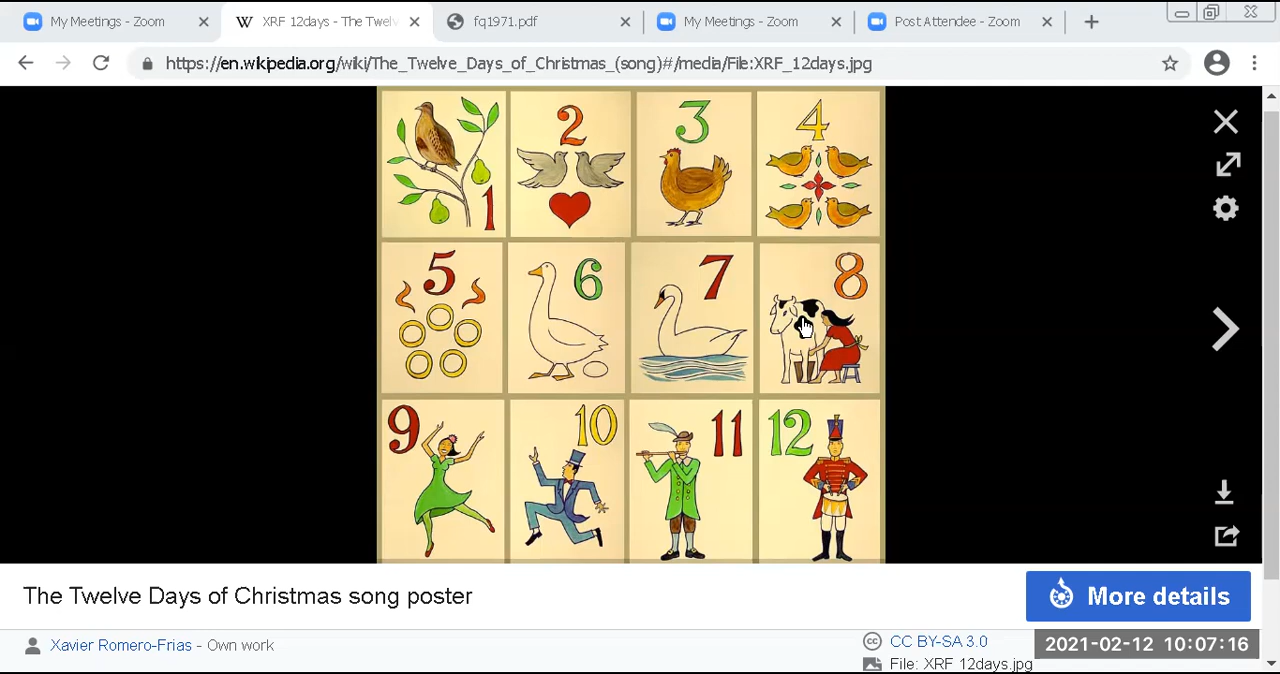 My Meetings - Zoom
XRF 12days - The Twel
fq1971.pdf
My Meetings - Zoom
Post Attendee - Zoom
https://en.wikipedia.org/wiki/The_Twelve_Days_of_Christmas_(song)#/media/File:XRF_12days.jpg
1
2
3
4
5
6
7
8
9
10
11
12
The Twelve Days of Christmas song poster
More details
Xavier Romero-Frias - Own work
CC BY-SA 3.0
2021-02-12 10:07:16
File: XRF 12days.jpg